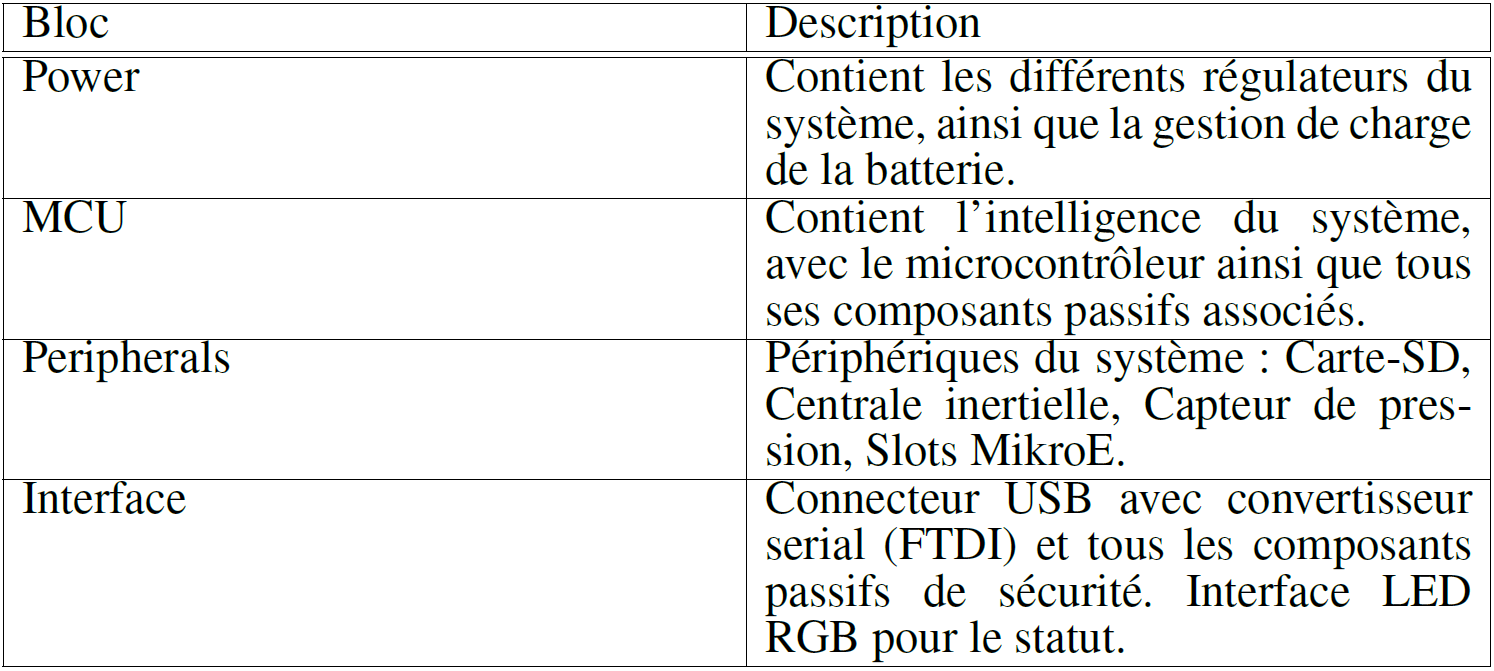 Bloc
Description
Power
Contient les différents régulateurs du
système, ainsi que la gestion de charge
de la batterie.
MCU
Contient l’intelligence du système,
avec le microcontrôleur ainsi que tous
ses composants passifs associés.
Peripherals
Périphériques du système : Carte-SD,
Centrale inertielle, Capteur de pres-
sion, Slots MikroE.
Interface
Connecteur USB avec convertisseur
serial (FTDI) et tous les composants
passifs de sécurité. Interface LED
RGB pour le statut.